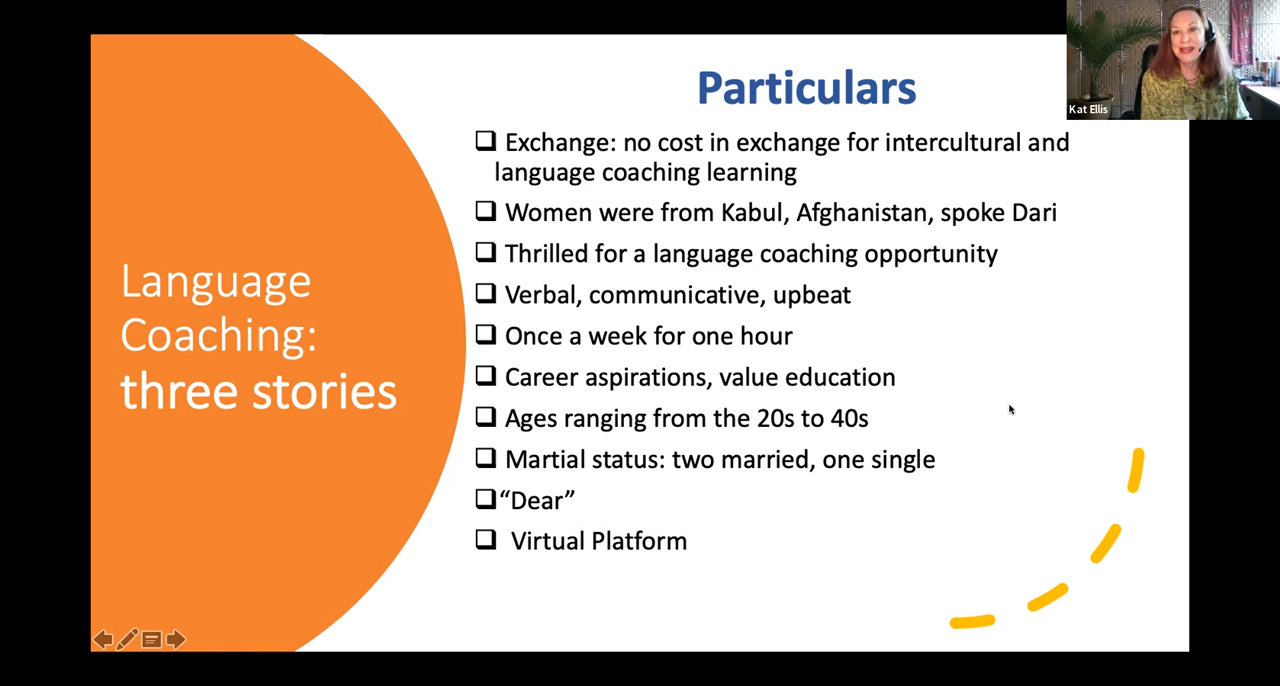 Particulars
Kat Ellis
Exchange: no cost in exchange for intercultural and
language coaching learning
Women were from Kabul, Afghanistan, spoke Dari
Thrilled for a language coaching opportunity
Verbal, communicative, upbeat
Once a week for one hour
Career aspirations, value education
Ages ranging from the 20s to 40s
Martial status: two married, one single
“Dear”
Virtual Platform
Language
Coaching:
three stories